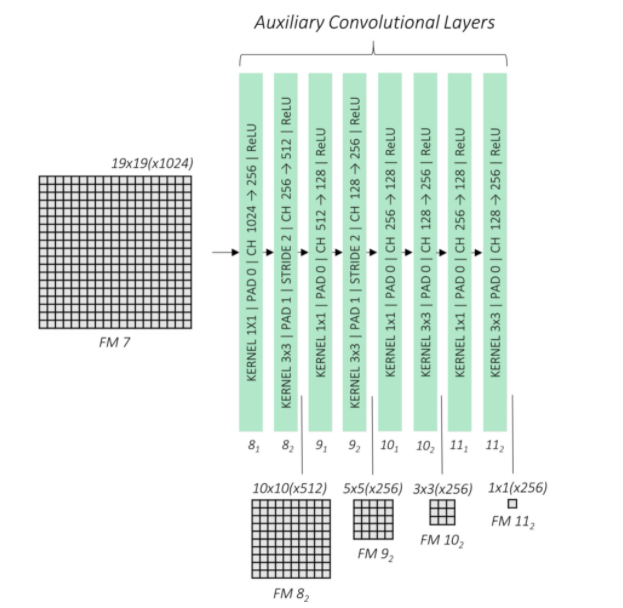 Auxiliary Convolutional Layers
19x19(x1024)
FM 7
KERNEL 1X1 | PAD 0 | CH 1024 → 256 | ReLU
KERNEL 3x3 | PAD 1 | STRIDE 2 | CH 256 → 512 | ReLU
KERNEL 1x1 | PAD 0 | CH 512 → 128 | ReLU
KERNEL 3x3 | PAD 1 | STRIDE 2 | CH 128 → 256 | ReLU
KERNEL 1x1 | PAD 0 | CH 256 → 128 | ReLU
KERNEL 3x3 | PAD 0 | CH 128 → 256 | ReLU
KERNEL 1x1 | PAD 0 | CH 256 → 128 | ReLU
KERNEL 3x3 | PAD 0 | CH 128 → 256 | ReLU
8₁ 8₂ 9₁ 9₂ 10₁ 10₂ 11₁ 11₂
10x10(x512) 5x5(x256) 3x3(x256) 1x1(x256)
FM 11₂
FM 10₂
FM 9₂
FM 8₂